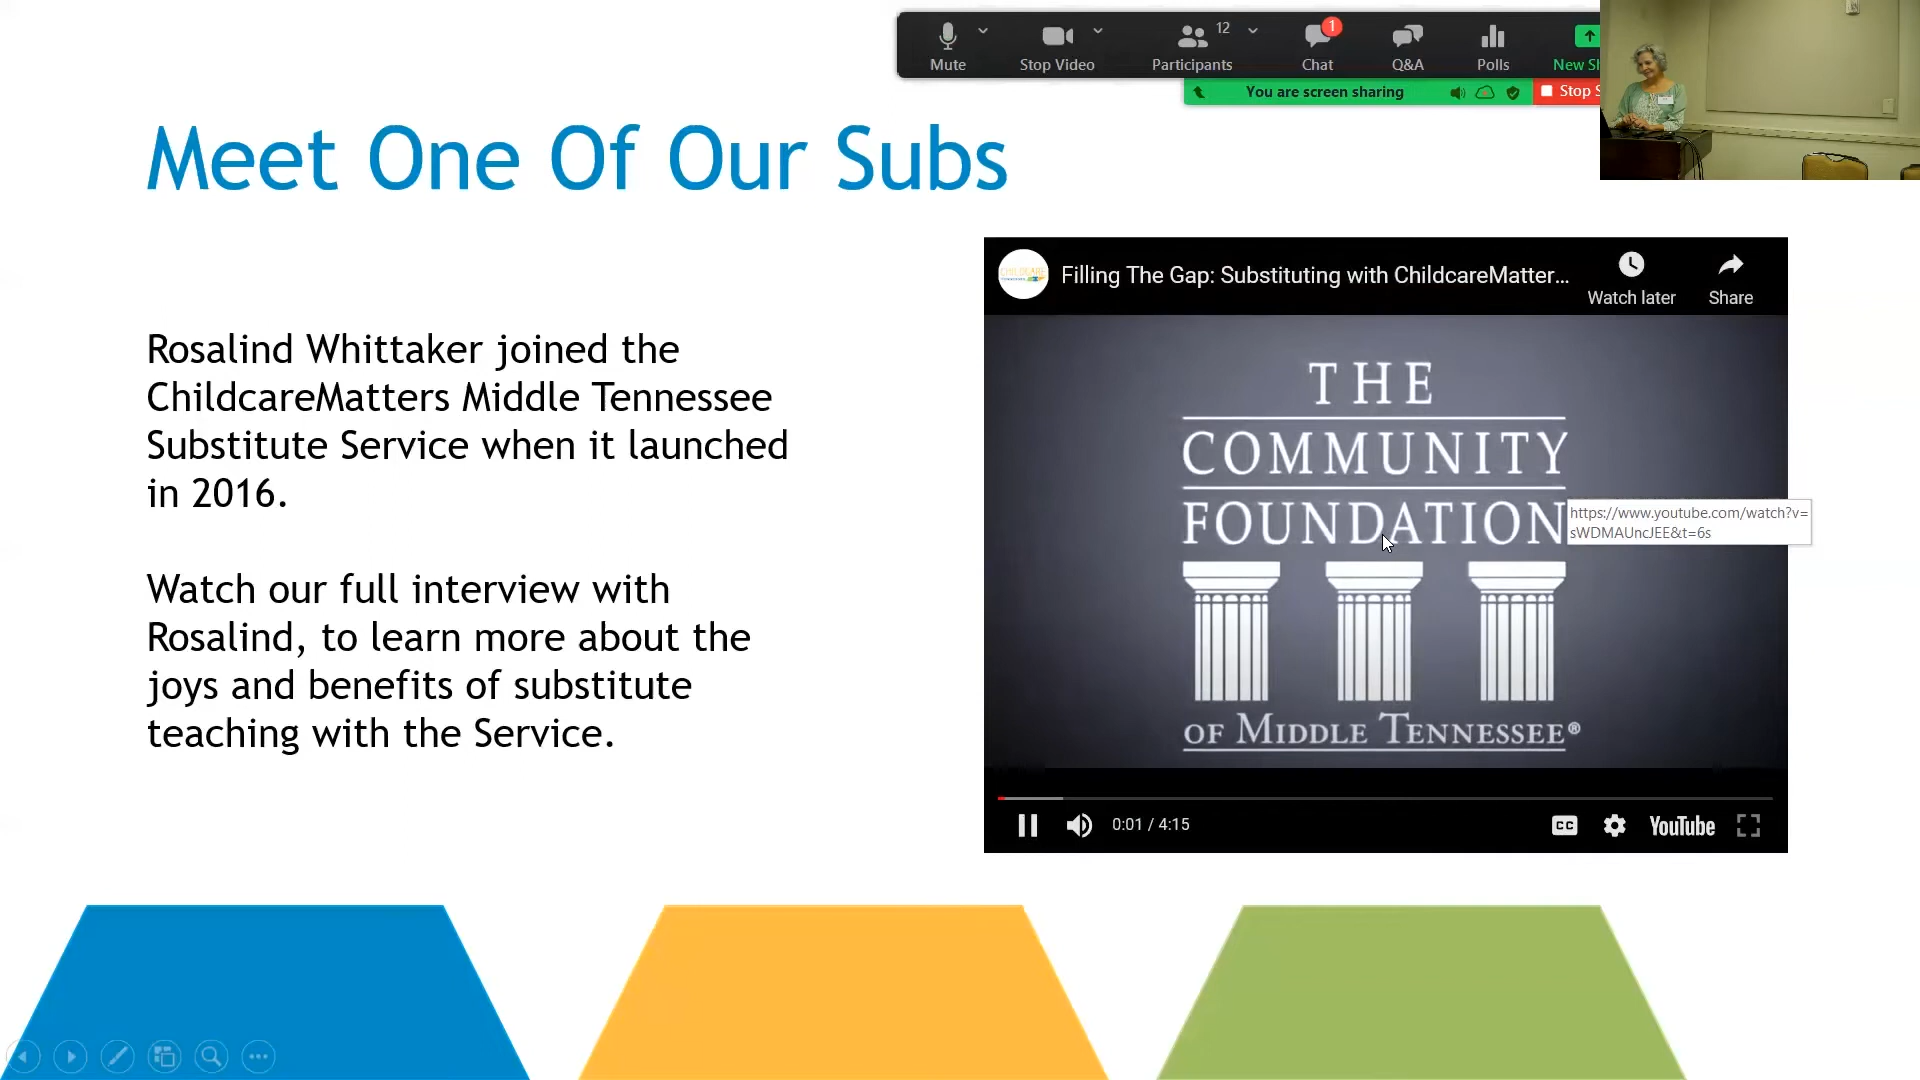 Mute
Stop Video
12
Participants
1
Chat
Q&A
Polls
New Sh
You are screen sharing
Stop S
Meet One Of Our Subs
Rosalind Whittaker joined the
ChildcareMatters Middle Tennessee
Substitute Service when it launched
in 2016.
Watch our full interview with
Rosalind, to learn more about the
joys and benefits of substitute
teaching with the Service.
Filling The Gap: Substituting with ChildcareMatter...
Watch later
Share
THE
COMMUNITY
FOUNDATION
OF MIDDLE TENNESSEE®
https://www.youtube.com/watch?v=
sWDMAUncJEE&t=6s
0:01 / 4:15
CC
YouTube